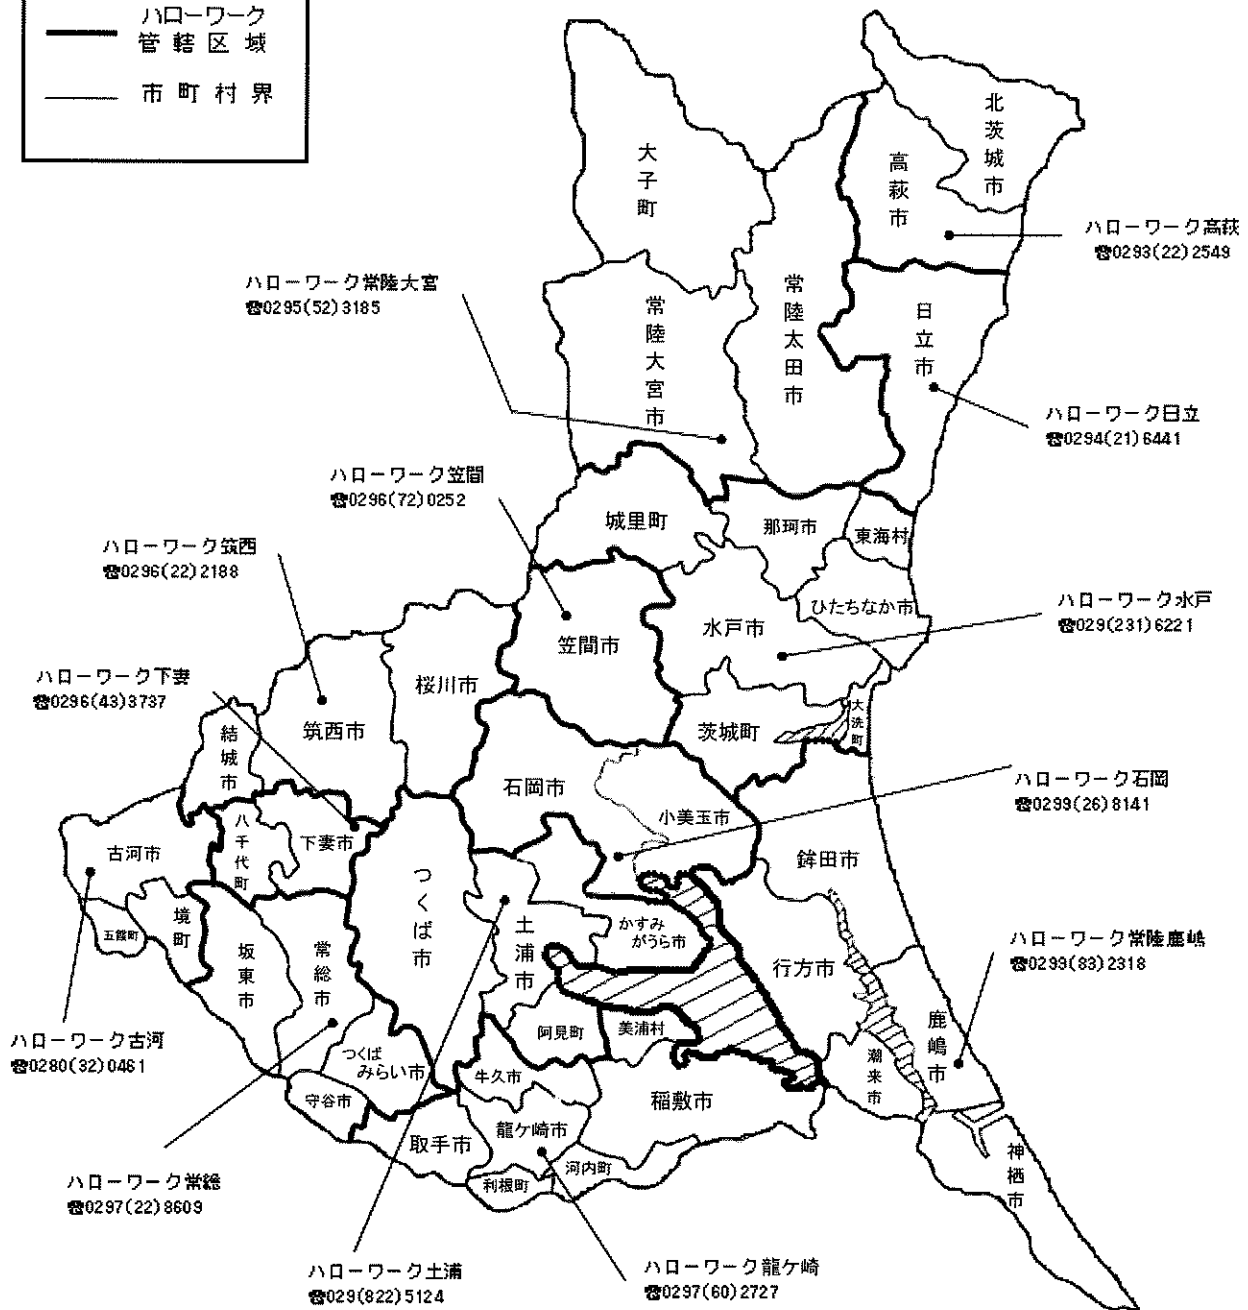 ハローワーク
管轄区域
市町村界
北茨城市
大子町
高萩市
ハローワーク高萩
☎0293(22)2549
ハローワーク常陸大宮
☎0295(52)3185
常陸大宮市
常陸太田市
日立市
ハローワーク日立
☎0294(21)6441
ハローワーク笠間
☎0296(72)0252
城里町
那珂市
東海村
ハローワーク筑西
☎0296(22)2188
ひたちなか市
ハローワーク水戸
☎029(231)6221
水戸市
笠間市
ハローワーク下妻
☎0296(43)3737
桜川市
筑西市
結城市
茨城町
大洗町
ハローワーク石岡
☎0299(26)8141
石岡市
小美玉市
八千代町
下妻市
古河市
鉾田市
つくば市
境町
五霞町
坂東市
常総市
土浦市
かすみ
がうら市
行方市
ハローワーク常陸鹿嶋
☎0299(83)2318
ハローワーク古河
☎0280(32)0461
阿見町
美浦村
鹿嶋市
潮来市
つくば
みらい市
牛久市
稲敷市
守谷市
取手市
龍ケ崎市
河内町
利根町
神栖市
ハローワーク常総
☎0297(22)8609
ハローワーク土浦
☎029(822)5124
ハローワーク龍ケ崎
☎0297(60)2727